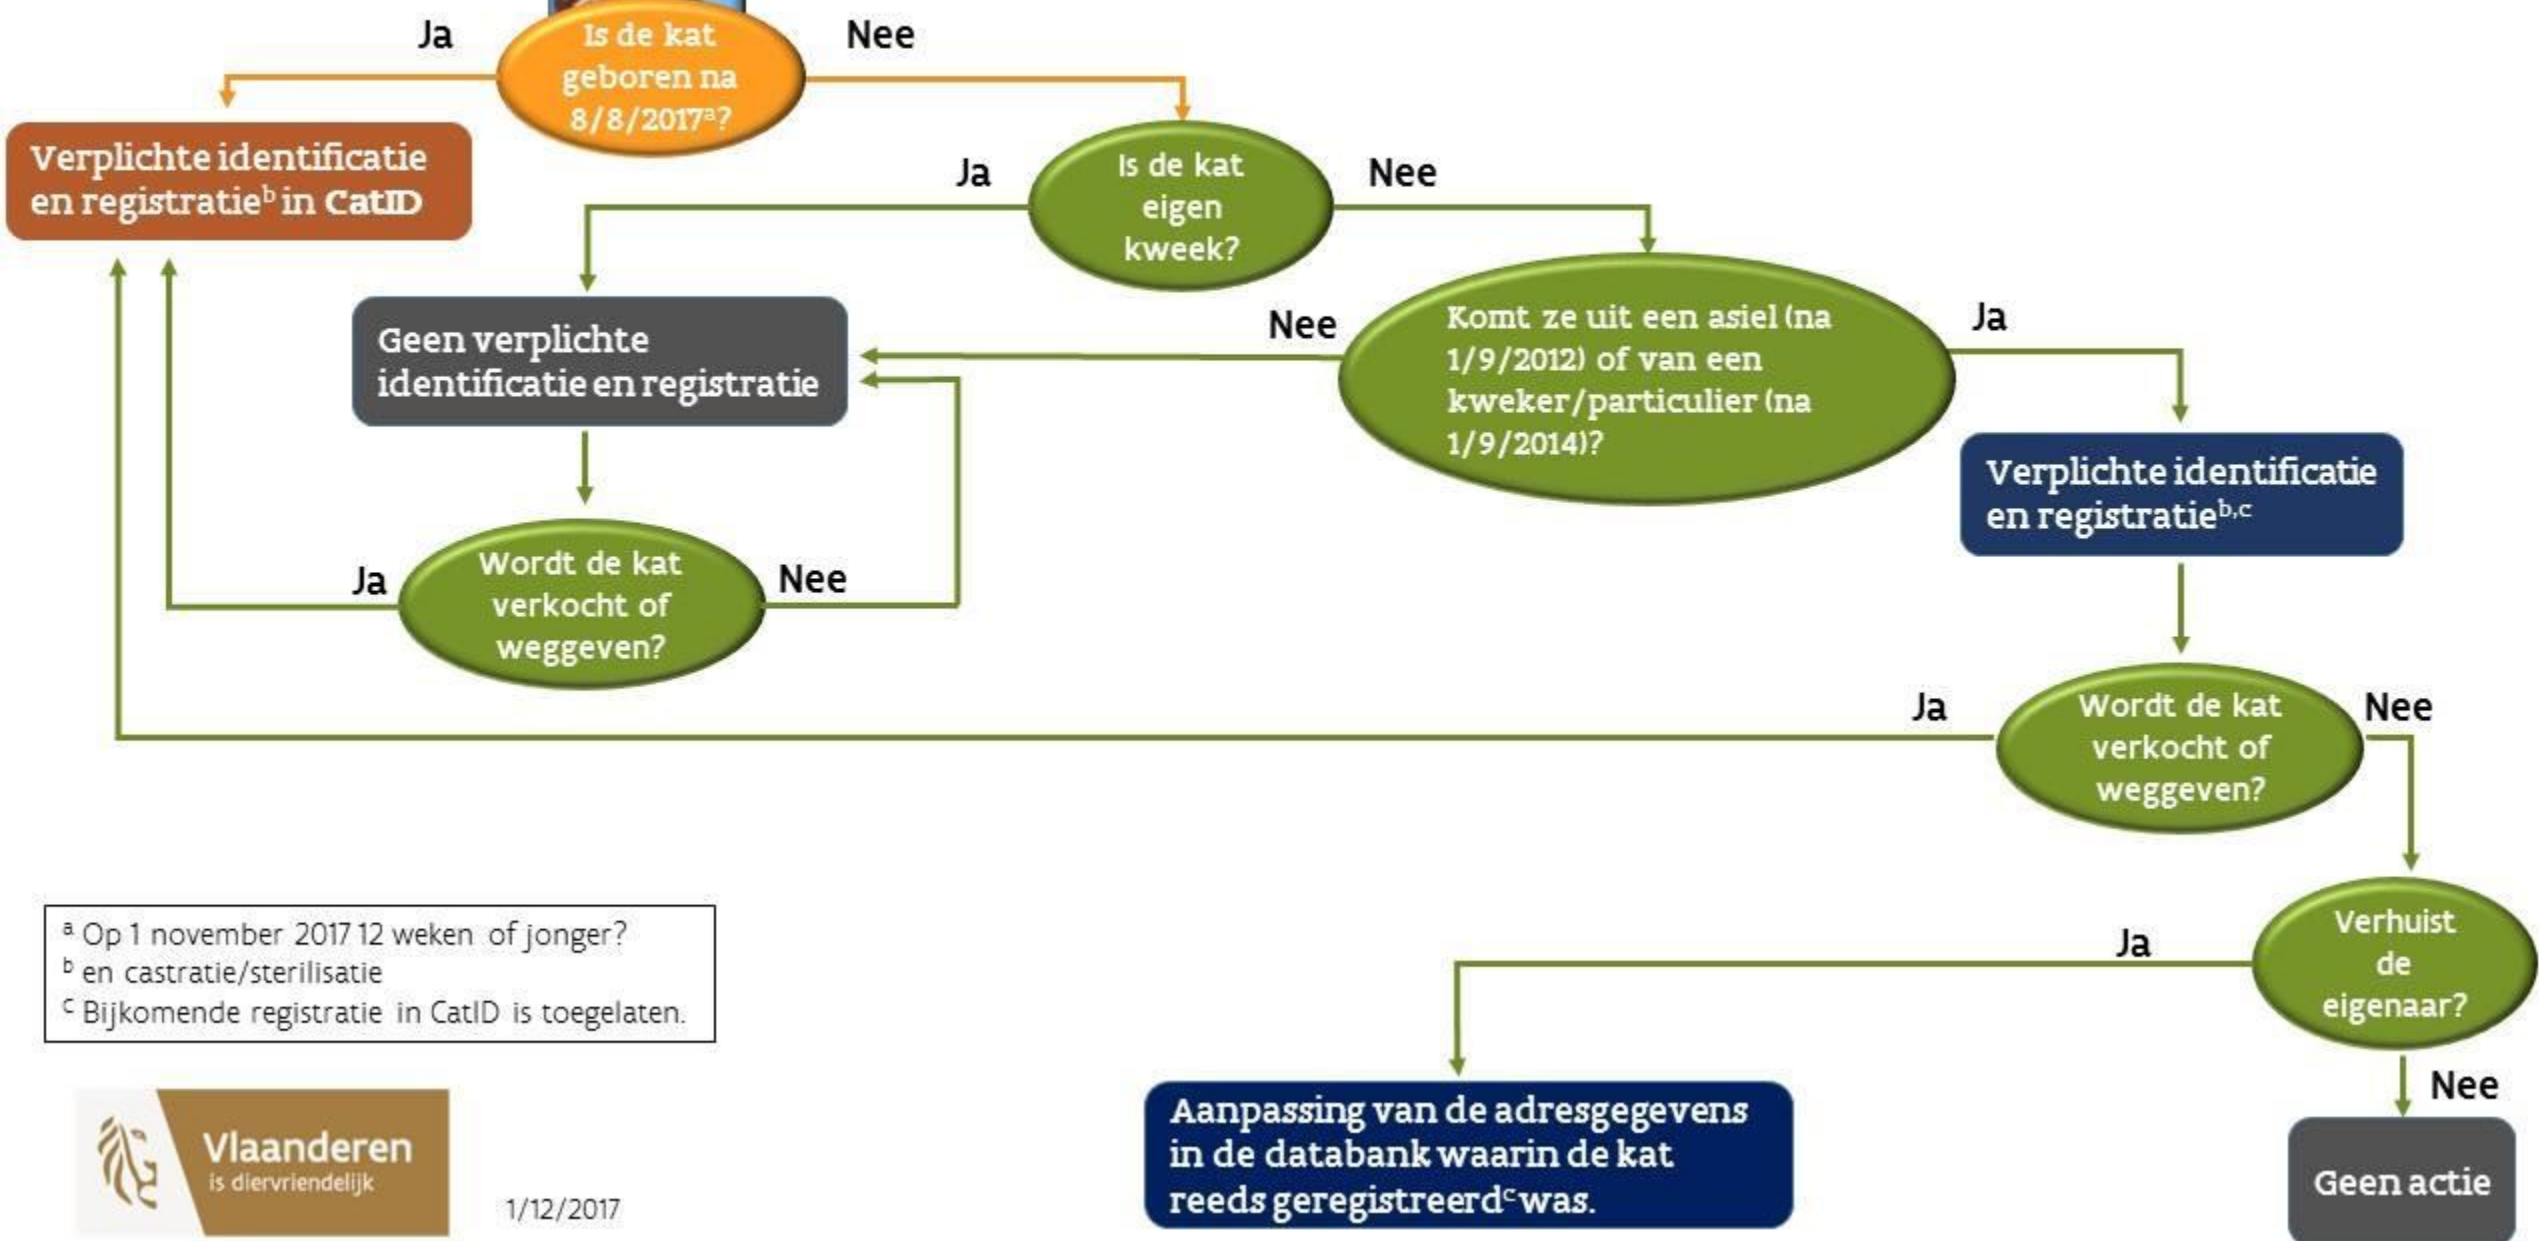 Ja
Is de kat
geboren na
8/8/2017ᵃ?
Nee
Verplichte identificatie
en registratieᵇ in CatID
Ja
Is de kat
eigen
kweek?
Nee
Geen verplichte
identificatie en registratie
Nee
Komt ze uit een asiel (na
1/9/2012) of van een
kweker/particulier (na
1/9/2014)?
Ja
Verplichte identificatie
en registratieᵇ,ᶜ
Ja
Wordt de kat
verkocht of
weggeven?
Nee
Ja
Wordt de kat
verkocht of
weggeven?
Nee
Ja
Verhuist
de
eigenaar?
Nee
ᵃ Op 1 november 2017 12 weken of jonger?
ᵇ en castratie/sterilisatie
ᶜ Bijkomende registratie in CatID is toegelaten.
Aanpassing van de adresgegevens
in de databank waarin de kat
reeds geregistreerdᶜ was.
Geen actie
Vlaanderen
is diervriendelijk
1/12/2017